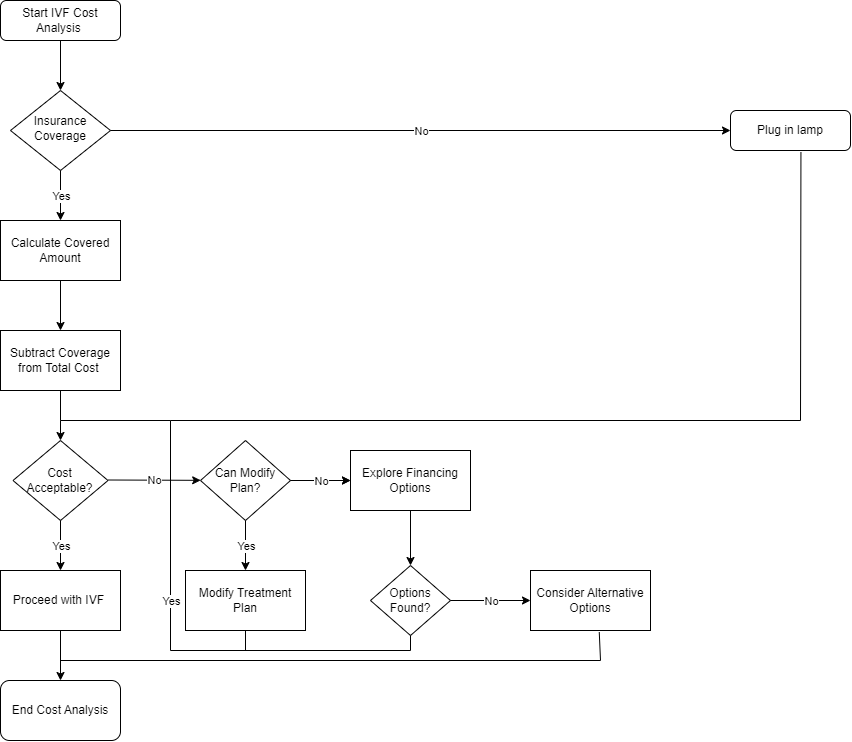 Start IVF Cost
Analysis
Insurance
Coverage
No
Plug in lamp
Yes
Calculate Covered
Amount
Subtract Coverage
from Total Cost
Cost
Acceptable?
No
Can Modify
Plan?
No
Explore Financing
Options
Yes
Yes
Proceed with IVF
Yes
Modify Treatment
Plan
Options
Found?
No
Consider Alternative
Options
End Cost Analysis